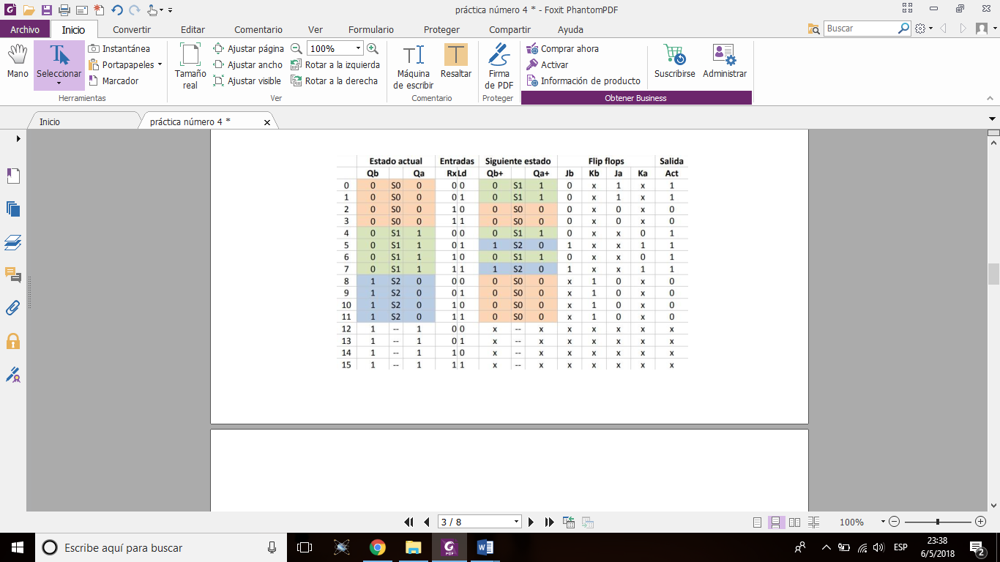 práctica número 4 * - Foxit PhantomPDF
Archivo Inicio Convertir Editar Comentario Ver Formulario Proteger Compartir Ayuda Buscar
Mano
Seleccionar
Instantánea
Portapapeles
Marcador
Herramientas
Tamaño real
Ajustar página
Ajustar ancho
Ajustar visible
100%
Rotar a la izquierda
Rotar a la derecha
Ver
Máquina de escribir
Resaltar
Comentario
Firma de PDF
Proteger
Comprar ahora
Activar
Información de producto
Suscribirse
Administrar
Obtener Business
Inicio
práctica número 4 *
Estado actual Entradas Siguiente estado Flip flops Salida
Qb Qa Rx Ld Qb+ Qa+ Jb Kb Ja Ka Act
0 0 S0 0 0 0 0 S1 1 0 x 1 x 1
1 0 S0 0 0 1 0 S1 1 0 x 1 x 1
2 0 S0 0 1 0 0 S0 0 0 x 0 x 0
3 0 S0 0 1 1 0 S0 0 0 x 0 x 0
4 0 S1 1 0 0 0 S1 1 0 x x 0 1
5 0 S1 1 0 1 1 S2 0 1 x x 1 1
6 0 S1 1 1 0 0 S1 1 0 x x 0 1
7 0 S1 1 1 1 1 S2 0 1 x x 1 1
8 1 S2 0 0 0 0 S0 0 x 1 0 x 0
9 1 S2 0 0 1 0 S0 0 x 1 0 x 0
10 1 S2 0 1 0 0 S0 0 x 1 0 x 0
11 1 S2 0 1 1 0 S0 0 x 1 0 x 0
12 1 -- 1 0 0 x -- x x x x x x
13 1 -- 1 0 1 x -- x x x x x x
14 1 -- 1 1 0 x -- x x x x x x
15 1 -- 1 1 1 x -- x x x x x x
3 / 8
100%
Escribe aquí para buscar
ESP
23:38
6/5/2018
2